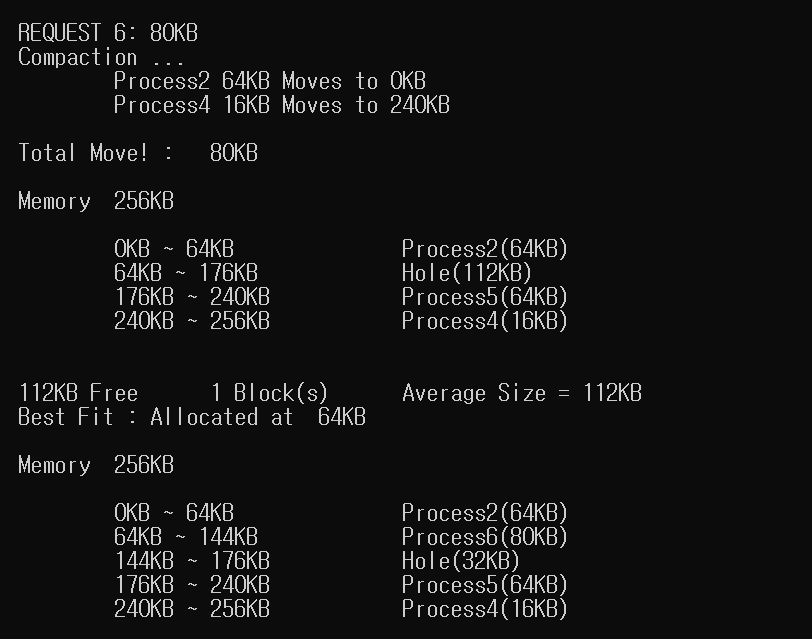 REQUEST 6: 80KB
Compaction ...
Process2 64KB Moves to 0KB
Process4 16KB Moves to 240KB
Total Move! : 80KB
Memory 256KB
0KB ~ 64KB Process2(64KB)
64KB ~ 176KB Hole(112KB)
176KB ~ 240KB Process5(64KB)
240KB ~ 256KB Process4(16KB)
112KB Free 1 Block(s) Average Size = 112KB
Best Fit : Allocated at 64KB
Memory 256KB
0KB ~ 64KB Process2(64KB)
64KB ~ 144KB Process6(80KB)
144KB ~ 176KB Hole(32KB)
176KB ~ 240KB Process5(64KB)
240KB ~ 256KB Process4(16KB)